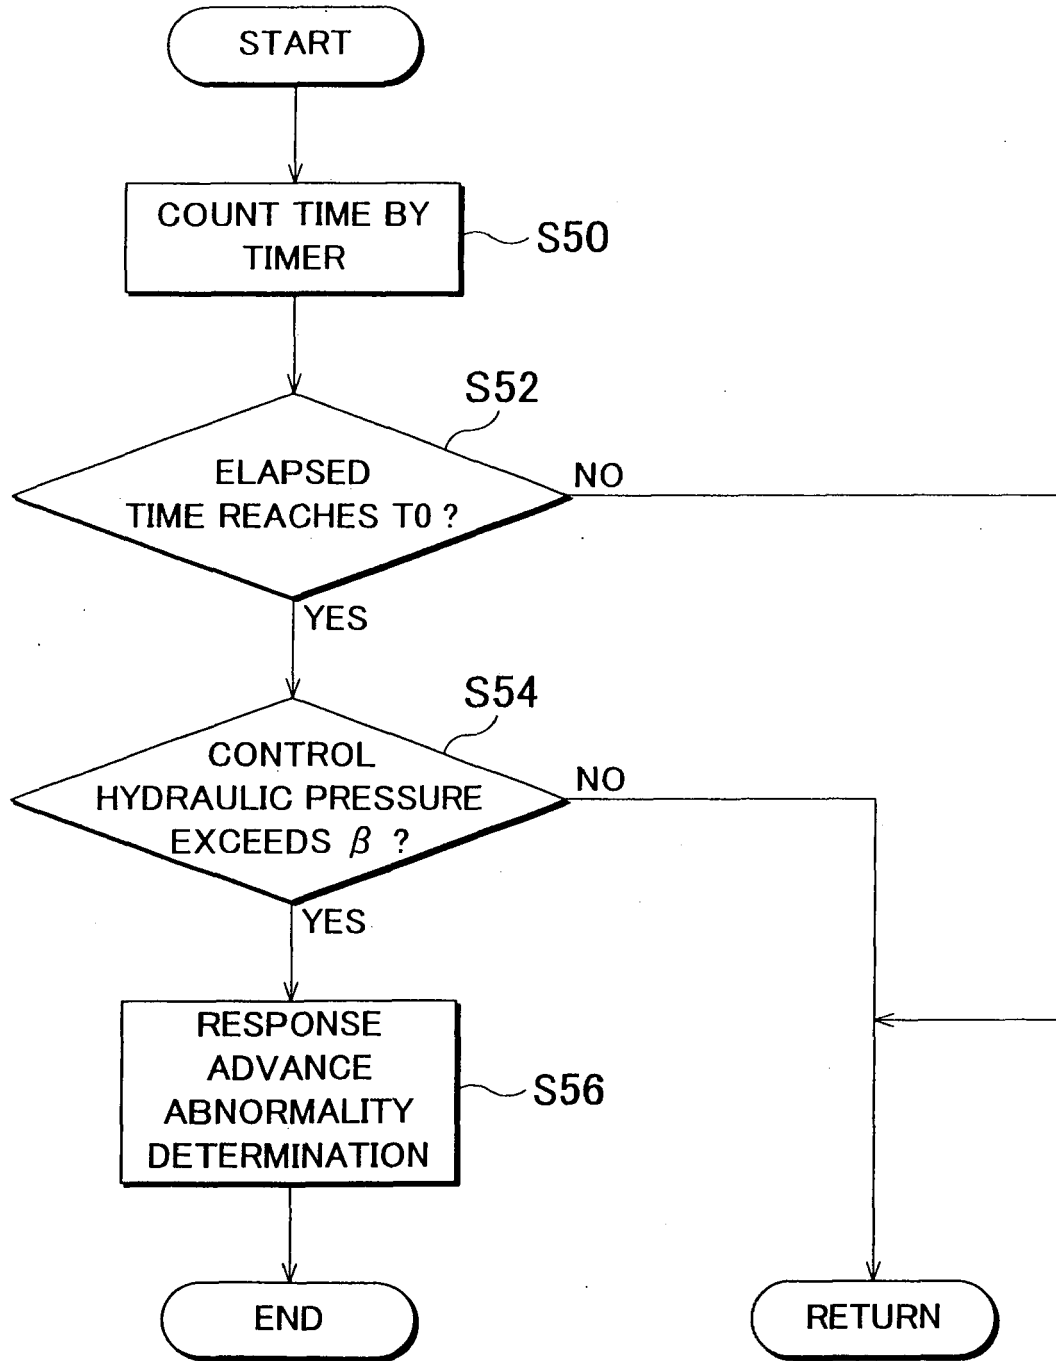 START
COUNT TIME BY
TIMER
S50
S52
ELAPSED
TIME REACHES T0 ?
NO
YES
S54
CONTROL
HYDRAULIC PRESSURE
EXCEEDS β ?
NO
YES
RESPONSE
ADVANCE
ABNORMALITY
DETERMINATION
S56
END
RETURN